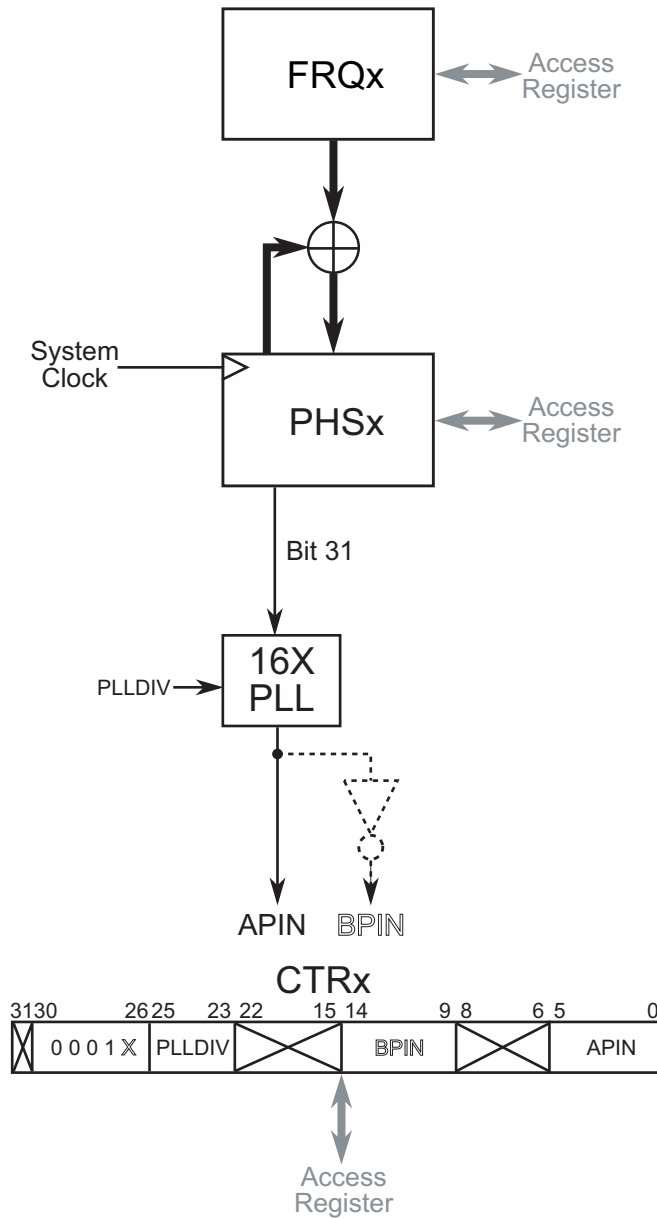 FRQx
Access
Register
System
Clock
PHSx
Access
Register
Bit 31
16X
PLL
PLLDIV
APIN BPIN
CTRx
31 30 26 25 23 22 15 14 9 8 6 5 0
0 0 0 1 X PLLDIV BPIN APIN
Access
Register